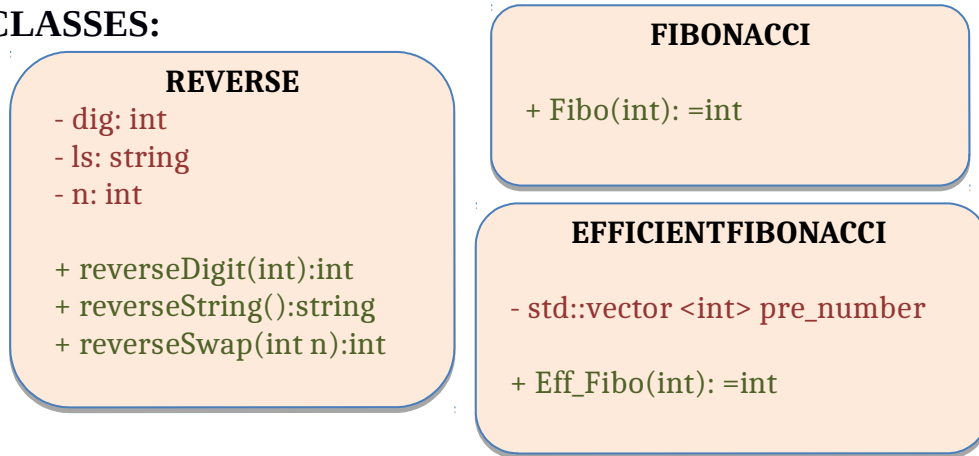 CLASSES:
REVERSE
- dig: int
- ls: string
- n: int
+ reverseDigit(int):int
+ reverseString():string
+ reverseSwap(int n):int
FIBONACCI
+ Fibo(int): =int
EFFICIENTFIBONACCI
- std::vector <int> pre_number
+ Eff_Fibo(int): =int